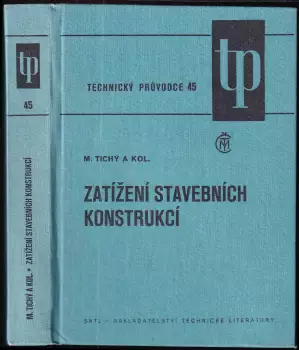 tp
45
M. TICHÝ A KOL. • ZATÍŽENÍ STAVEBNÍCH KONSTRUKCÍ
tp
TECHNICKÝ PRŮVODCE 45
M. TICHÝ A KOL.
ZATÍŽENÍ STAVEBNÍCH
KONSTRUKCÍ
SNTL – NAKLADATELSTVÍ TECHNICKÉ LITERATURY